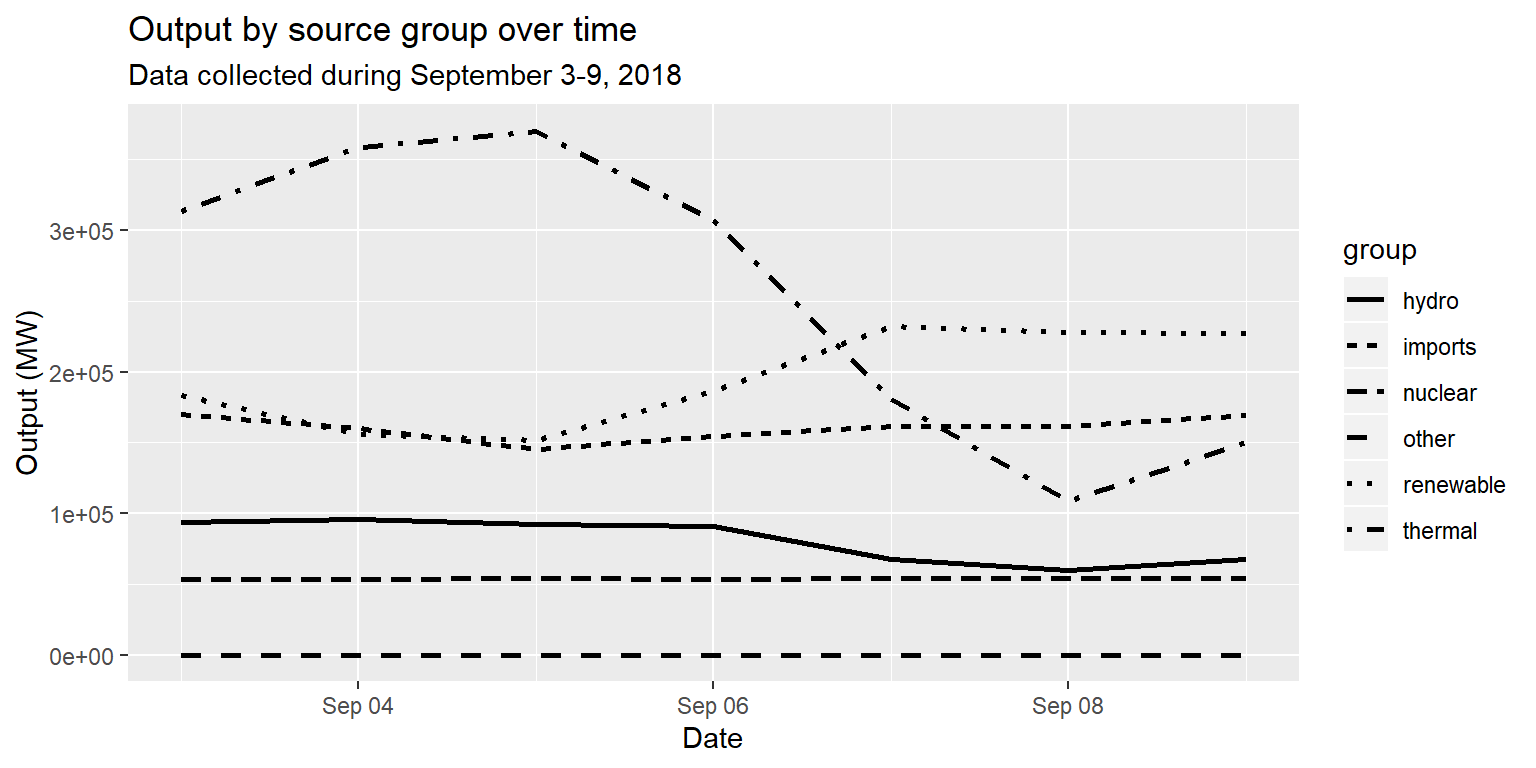 Output by source group over time
Data collected during September 3-9, 2018
Output (MW)
3e+05
2e+05
1e+05
0e+00
Sep 04
Sep 06
Sep 08
Date
group
hydro
imports
nuclear
other
renewable
thermal